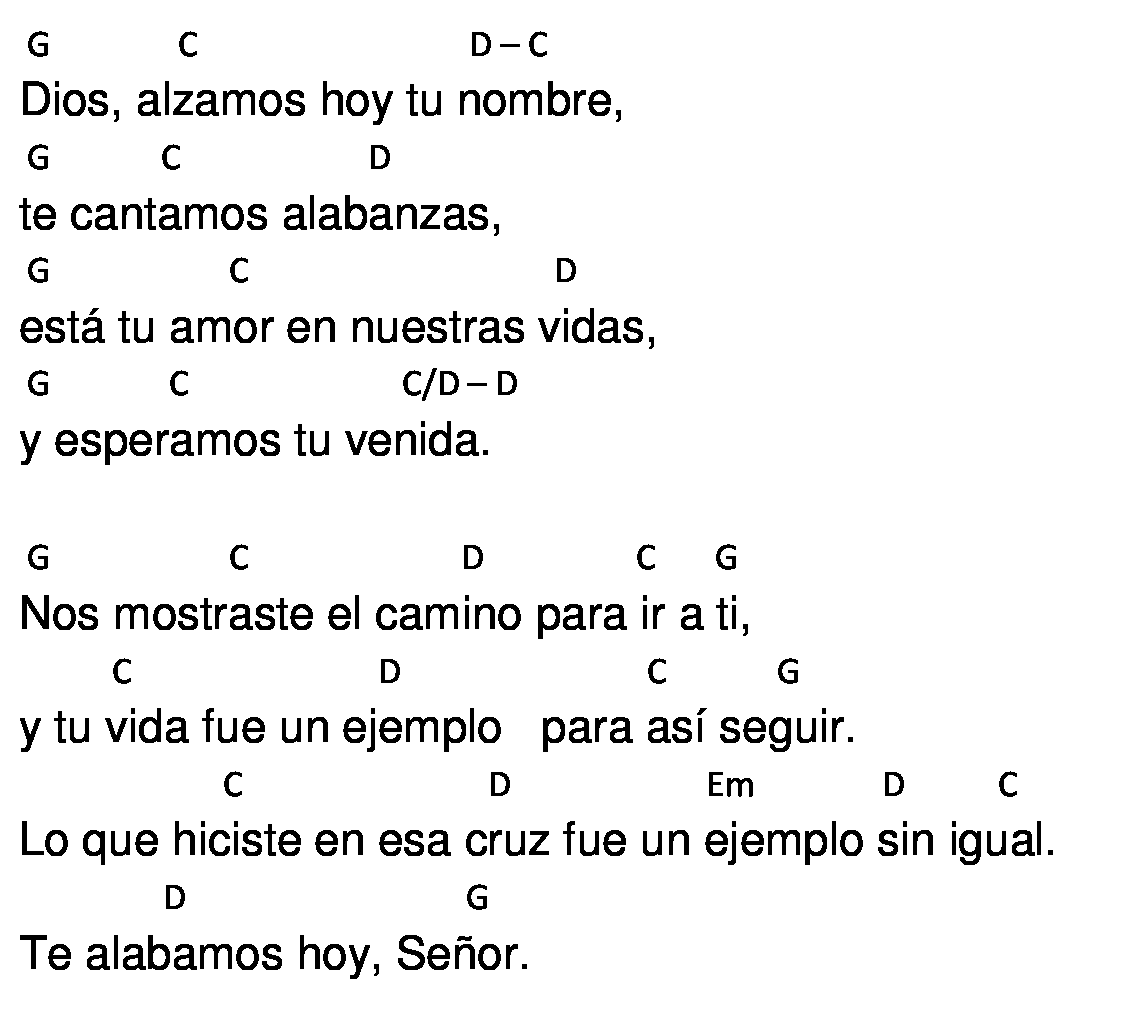 G C D – C
Dios, alzamos hoy tu nombre,
G C D
te cantamos alabanzas,
G C D
está tu amor en nuestras vidas,
G C C/D – D
y esperamos tu venida.
G C D C G
Nos mostraste el camino para ir a ti,
C D C G
y tu vida fue un ejemplo para así seguir.
C D Em D C
Lo que hiciste en esa cruz fue un ejemplo sin igual.
D G
Te alabamos hoy, Señor.